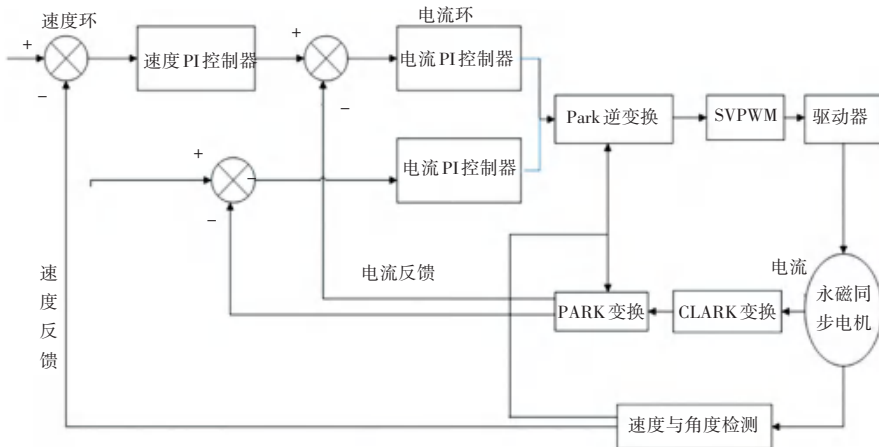 速度环
电流环
+
−
速度PI控制器
+
−
电流PI控制器
Park逆变换
SVPWM
驱动器
+
−
−
电流PI控制器
速
度
反
馈
电流反馈
电流
PARK变换
CLARK变换
永磁同
步电机
速度与角度检测